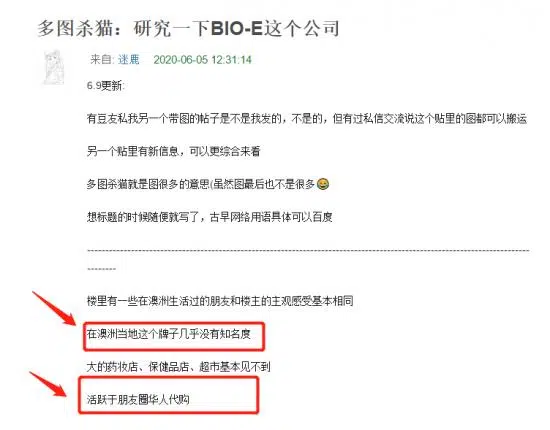 多图杀猫：研究一下BIO-E这个公司
来自: 迷鹿 2020-06-05 12:31:14
6.9更新:
有豆友私我另一个带图的帖子是不是我发的，不是的，但有过私信交流说这个贴里的图都可以搬运
另一个贴里有新信息，可以更综合来看
多图杀猫就是图很多的意思(虽然图最后也不是很多😅
想标题的时候随便就写了，古早网络用语具体可以百度
--------------------------------------------------------------------------------------------------------------
--------
楼里有一些在澳洲生活过的朋友和楼主的主观感受基本相同
在澳洲当地这个牌子几乎没有知名度
大的药妆店、保健品店、超市基本见不到
活跃于朋友圈华人代购